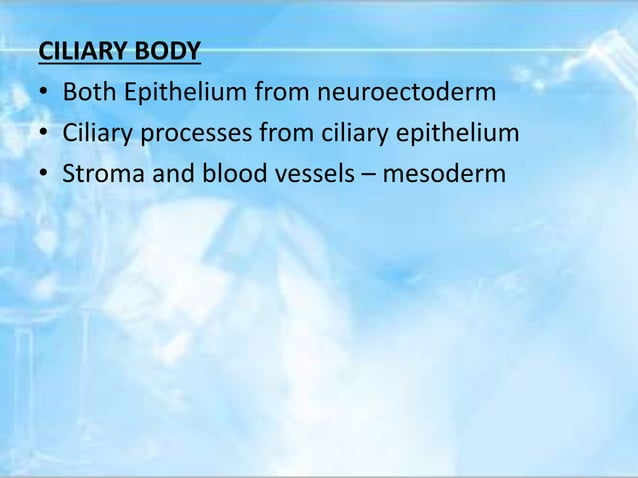 CILIARY BODY
• Both Epithelium from neuroectoderm
• Ciliary processes from ciliary epithelium
• Stroma and blood vessels – mesoderm